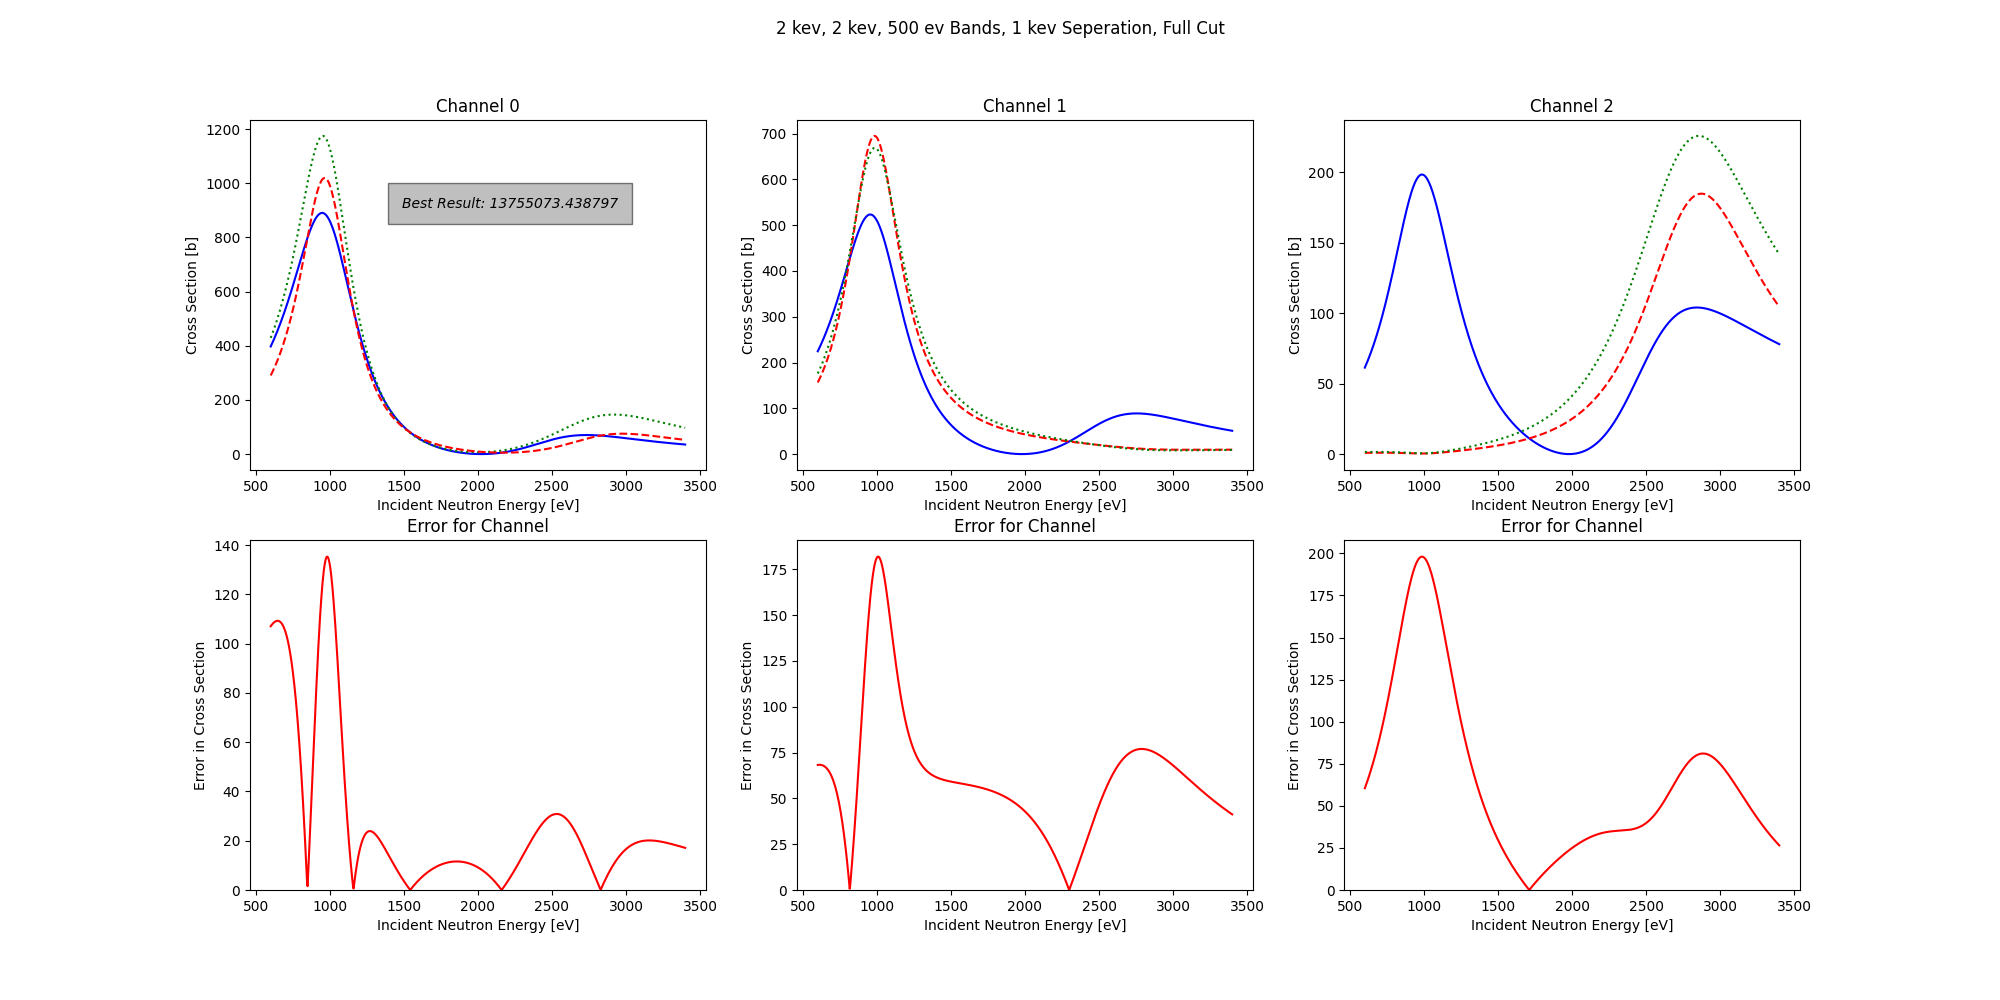 2 kev, 2 kev, 500 ev Bands, 1 kev Seperation, Full Cut
Channel 0
Cross Section [b]
1200
1000
800
600
400
200
0
Best Result: 13755073.438797
500 1000 1500 2000 2500 3000 3500
Incident Neutron Energy [eV]
Channel 1
Cross Section [b]
700
600
500
400
300
200
100
0
500 1000 1500 2000 2500 3000 3500
Incident Neutron Energy [eV]
Channel 2
Cross Section [b]
200
150
100
50
0
500 1000 1500 2000 2500 3000 3500
Incident Neutron Energy [eV]
Error for Channel
Error in Cross Section
140
120
100
80
60
40
20
0
500 1000 1500 2000 2500 3000 3500
Incident Neutron Energy [eV]
Error for Channel
Error in Cross Section
175
150
125
100
75
50
25
0
500 1000 1500 2000 2500 3000 3500
Incident Neutron Energy [eV]
Error for Channel
Error in Cross Section
200
175
150
125
100
75
50
25
0
500 1000 1500 2000 2500 3000 3500
Incident Neutron Energy [eV]